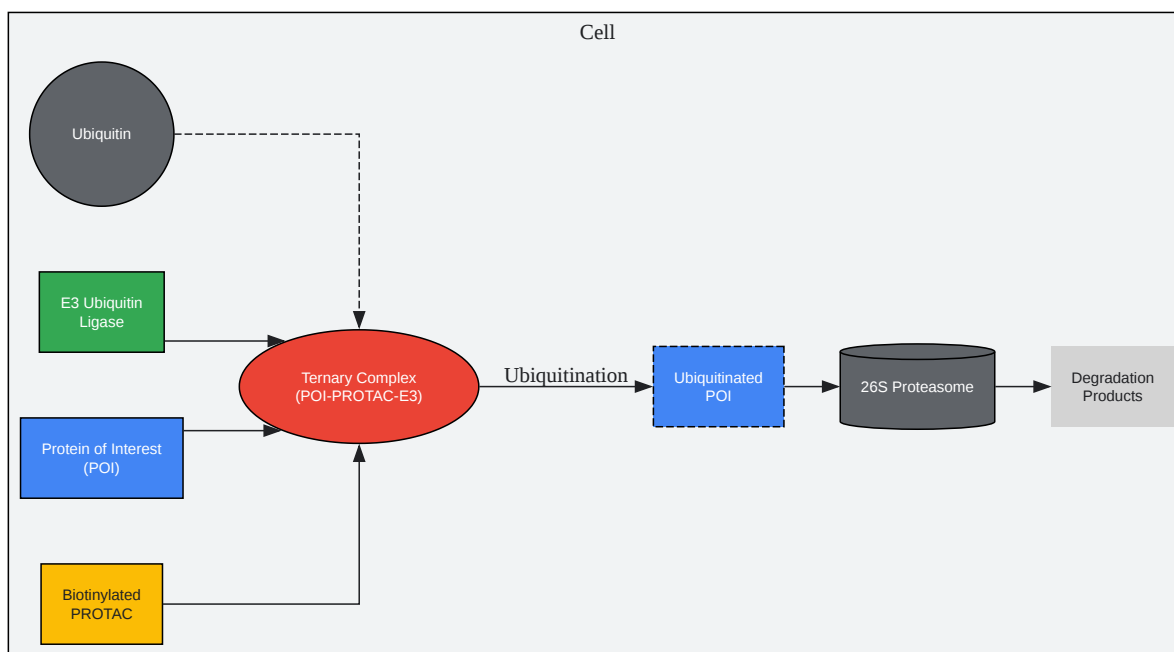 Cell
Ubiquitin
E3 Ubiquitin
Ligase
Protein of Interest
(POI)
Biotinylated
PROTAC
Ternary Complex
(POI-PROTAC-E3)
Ubiquitination
Ubiquitinated
POI
26S Proteasome
Degradation
Products